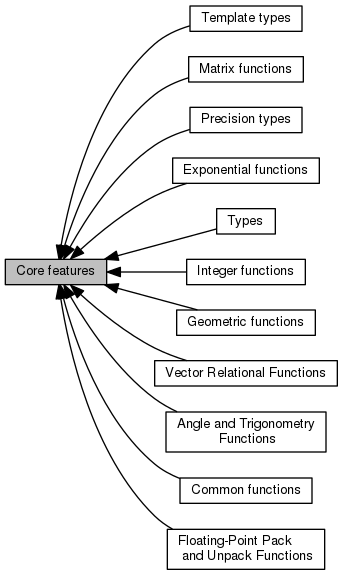 Template types
Matrix functions
Precision types
Exponential functions
Types
Core features
Integer functions
Geometric functions
Vector Relational Functions
Angle and Trigonometry
Functions
Common functions
Floating-Point Pack
and Unpack Functions